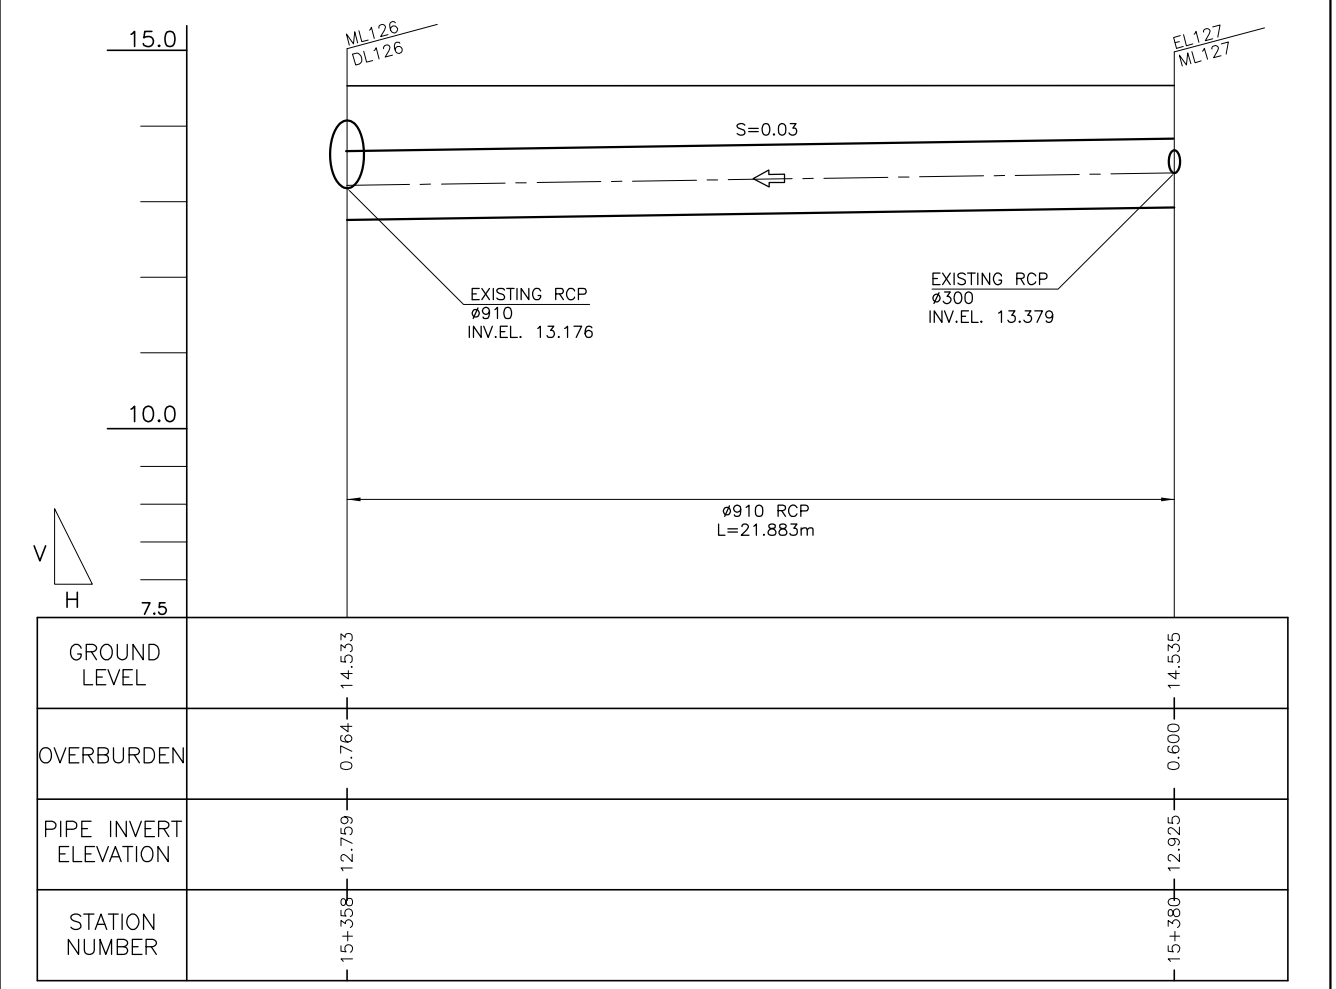 15.0
ML126
DL126
EL127
ML127
S=0.03
EXISTING RCP
ø910
INV.EL. 13.176
EXISTING RCP
ø300
INV.EL. 13.379
10.0
ø910 RCP
L=21.883m
V
H
7.5
GROUND
LEVEL
14.533
14.535
OVERBURDEN
0.764
0.600
PIPE INVERT
ELEVATION
12.759
12.925
STATION
NUMBER
15+358
15+380